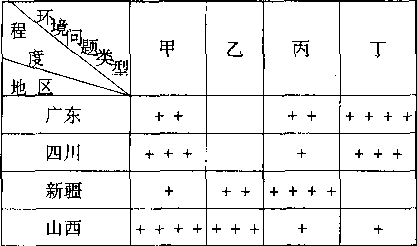 程度 环境问题类型 地区 甲 乙 丙 丁
广东 + + + + + + + +
四川 + + + + + + +
新疆 + + + + + + +
山西 + + + + + + + + +